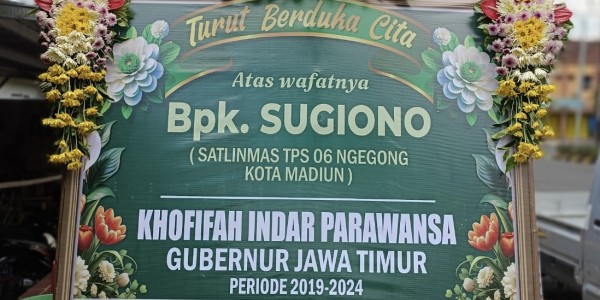 Turut Berduka Cita
Atas wafatnya
Bpk. SUGIONO
( SATLINMAS TPS 06 NGEGONG
KOTA MADIUN )
KHOFIFAH INDAR PARAWANSA
GUBERNUR JAWA TIMUR
PERIODE 2019-2024